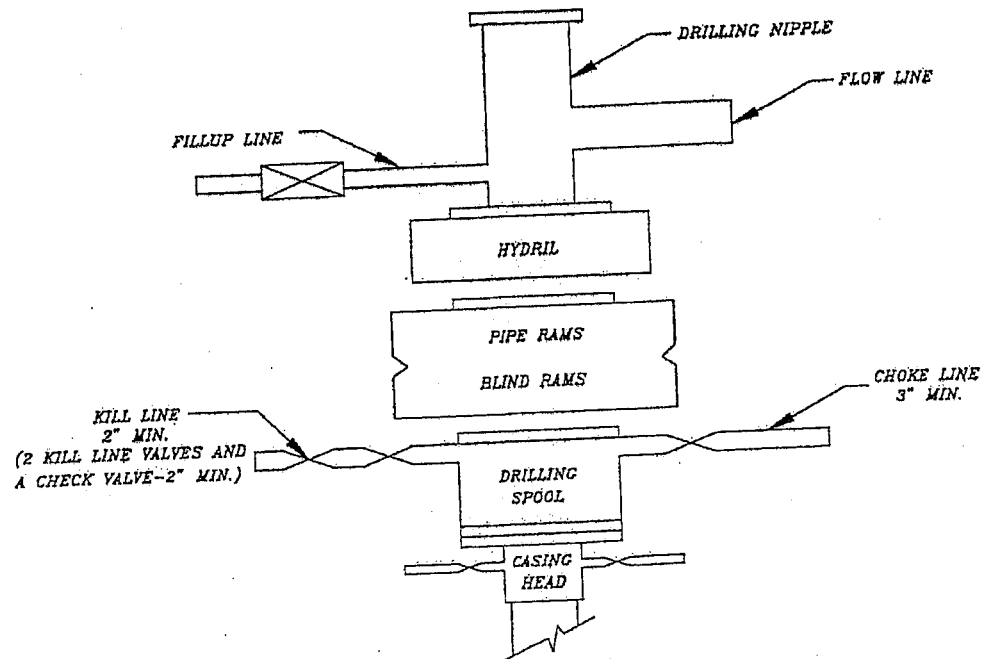 DRILLING NIPPLE
FLOW LINE
FILLUP LINE
HYDRIL
PIPE RAMS
BLIND RAMS
CHOKE LINE
3" MIN.
KILL LINE
2" MIN.
(2 KILL LINE VALVES AND
A CHECK VALVE-2" MIN.)
DRILLING
SPOOL
CASING
HEAD